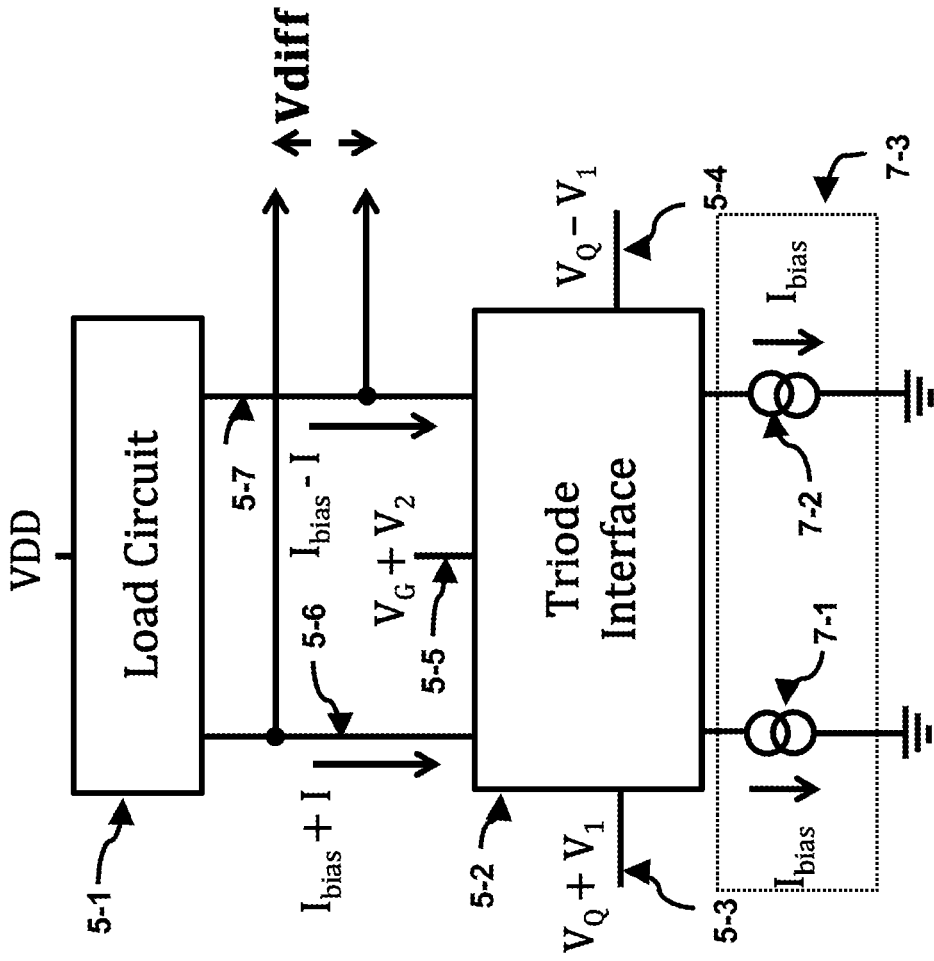 VDD
Load Circuit
5-1
Vdiff
5-7
I_bias + I
I_bias - I
5-6
V_G + V_2
5-5
5-2
Triode
Interface
V_Q + V_1
5-3
V_Q - V_1
5-4
7-1
7-2
7-3
I_bias
I_bias